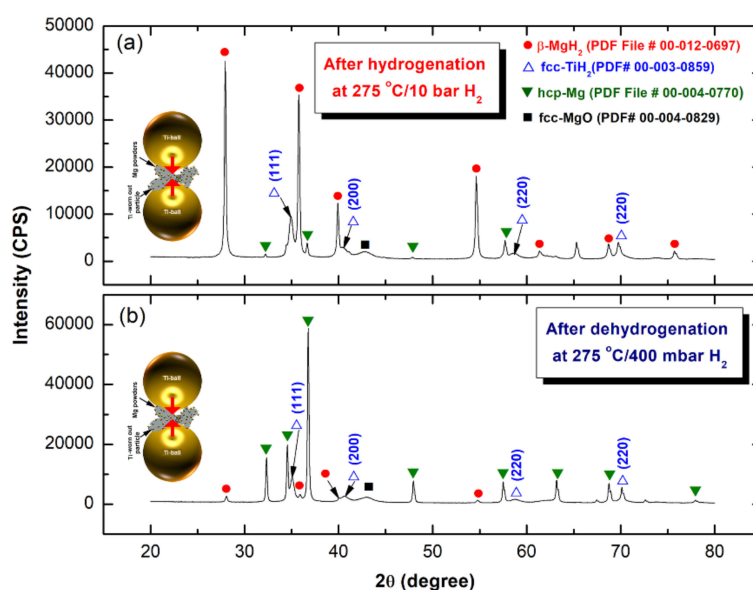 (a)
After hydrogenation
at 275 °C/10 bar H₂
β-MgH₂ (PDF File # 00-012-0697)
fcc-TiH₂(PDF# 00-003-0859)
hcp-Mg (PDF File # 00-004-0770)
fcc-MgO (PDF# 00-004-0829)
Ti-ball
Mg powders
Ti-worn out
particle
Ti-ball
(111)
(200)
(220)
(220)
50000
45000
40000
30000
20000
10000
0
Intensity (CPS)
(b)
After dehydrogenation
at 275 °C/400 mbar H₂
Ti-ball
Mg powders
Ti-worn out
particle
Ti-ball
(111)
(200)
(220)
(220)
60000
40000
20000
0
20 30 40 50 60 70 80
2θ (degree)